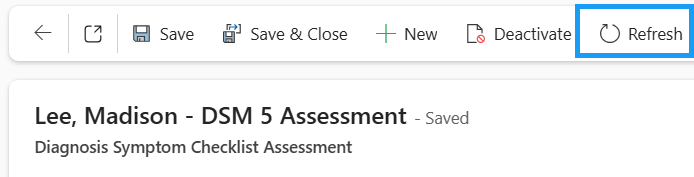 Save Save & Close New Deactivate Refresh
Lee, Madison - DSM 5 Assessment - Saved
Diagnosis Symptom Checklist Assessment